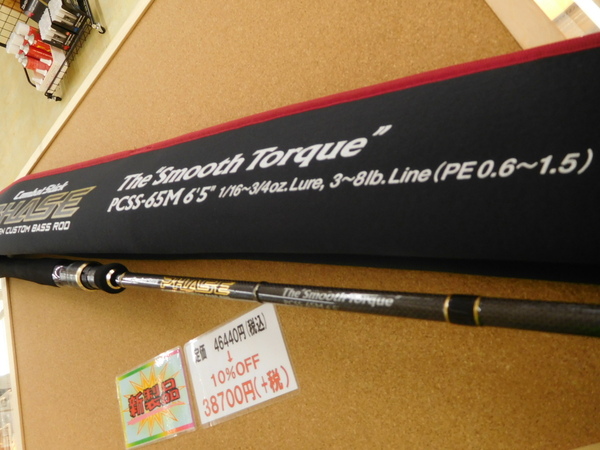 Combat Stick
PHASE
CUSTOM BASS ROD
The "Smooth Torque"
PCSS-65M 6'5" 1/16~3/4oz.Lure, 3~8lb.Line (PE 0.6~1.5)
The "Smooth Torque"
新製品
定価 46440円(税込)
↓
10%OFF
38700円(+税)